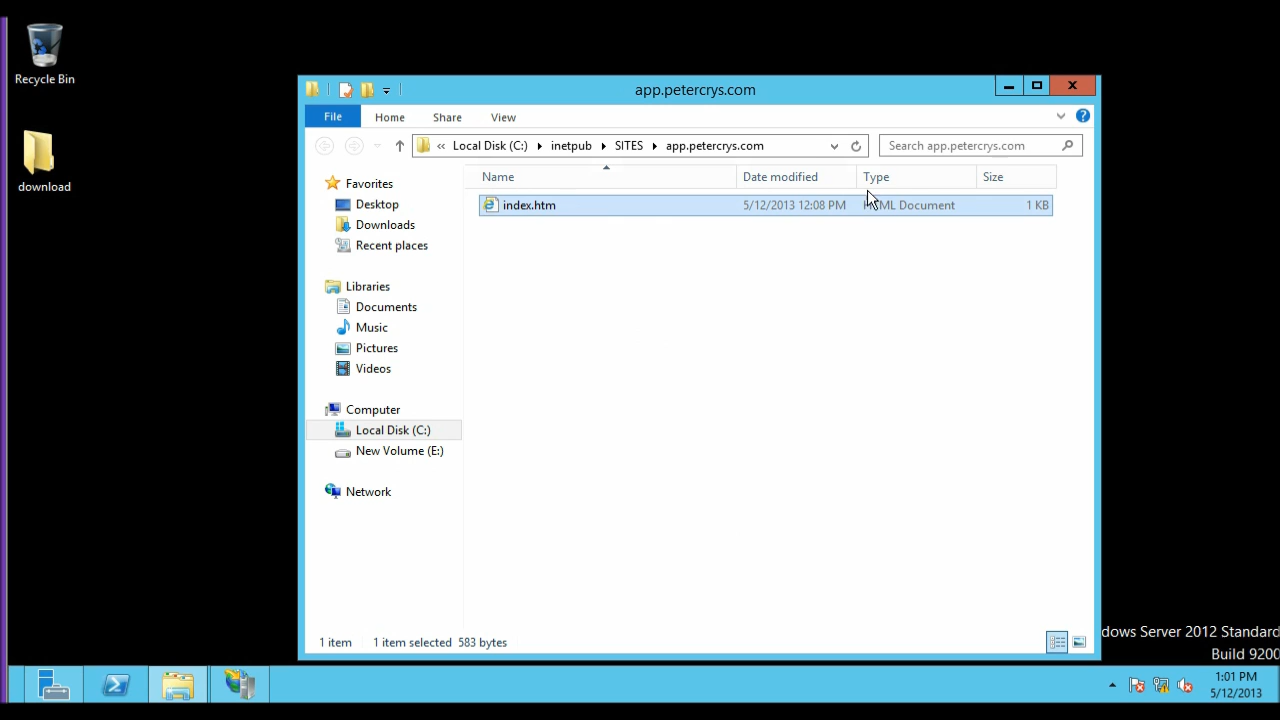 Recycle Bin
download
app.petercrys.com
File Home Share View
« Local Disk (C:) inetpub SITES app.petercrys.com
Search app.petercrys.com
Name Date modified Type Size
index.htm 5/12/2013 12:08 PM HTML Document 1 KB
Favorites
Desktop
Downloads
Recent places
Libraries
Documents
Music
Pictures
Videos
Computer
Local Disk (C:)
New Volume (E:)
Network
1 item 1 item selected 583 bytes
dows Server 2012 Standard
Build 9200
1:01 PM
5/12/2013